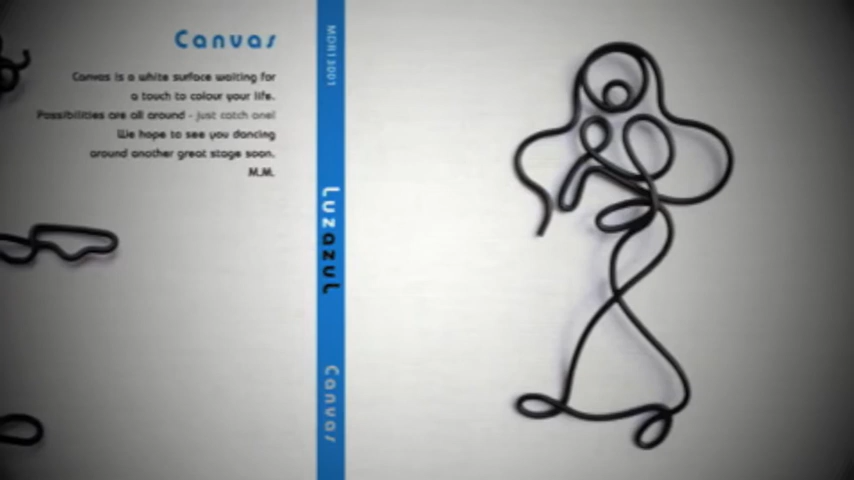 Canvas
Canvas is a white surface waiting for
a touch to colour your life.
Possibilities are all around - just catch one!
We hope to see you dancing
around another great stage soon.
M.M.
MDR13001
Luzazul
Canvas